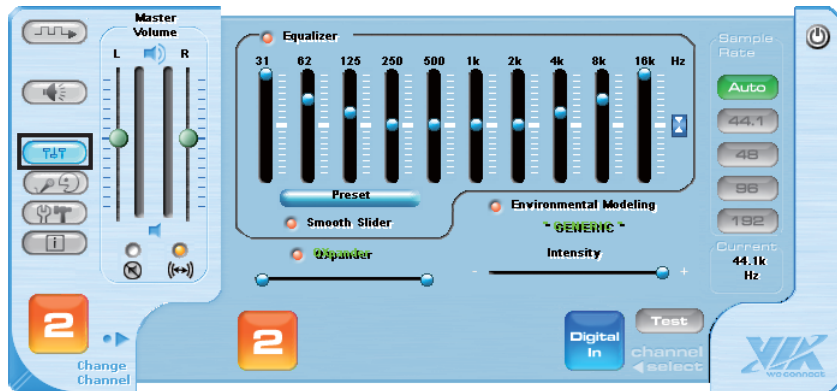 Master
Volume
L R
Equalizer
31 62 125 250 500 1k 2k 4k 8k 16k Hz
Preset
Smooth Slider
QXpander
Environmental Modeling
~ GENERIC ~
Intensity
- +
Sample
Rate
Auto
44.1
48
96
192
Current
44.1k
Hz
2
Change
Channel
2
Digital
In
Test
channel
select
VIA
we connect